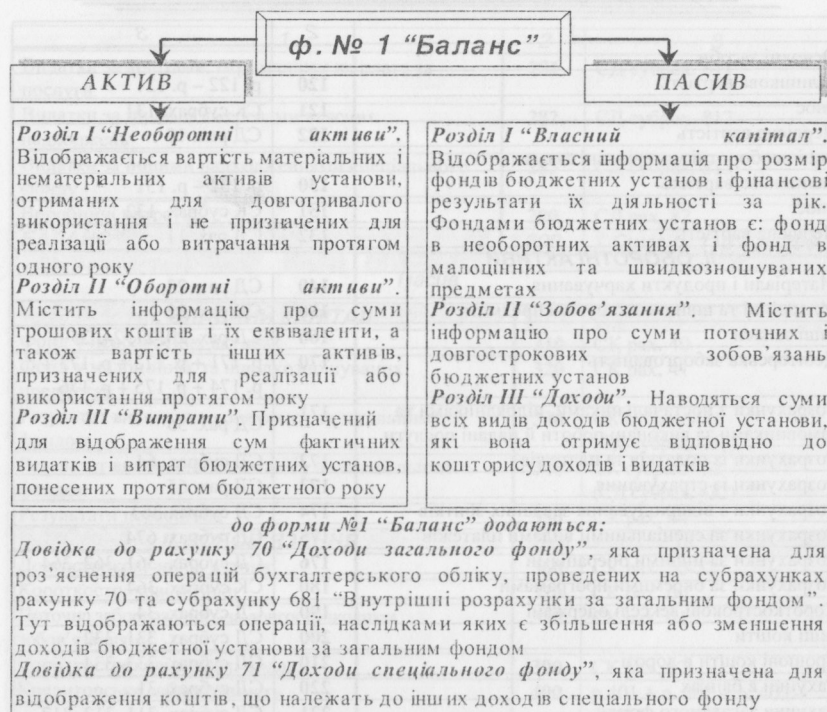 ф. № 1 “Баланс”
АКТИВ
ПАСИВ
Розділ І “Необоротні активи”.
Відображається вартість матеріальних і
нематеріальних активів установи,
отриманих для довготривалого
використання і не призначених для
реалізації або витрачання протягом
одного року
Розділ ІІ “Оборотні активи”.
Містить інформацію про суми
грошових коштів і їх еквіваленти, а
також вартість інших активів,
призначених для реалізації або
використання протягом року
Розділ ІІІ “Витрати”. Призначений
для відображення сум фактичних
видатків і витрат бюджетних установ,
понесених протягом бюджетного року
Розділ І “Власний капітал”.
Відображається інформація про розмір
фондів бюджетних установ і фінансові
результати їх діяльності за рік.
Фондами бюджетних установ є: фонд
в необоротних активах і фонд в
малоцінних та швидкозношуваних
предметах
Розділ ІІ “Зобов’язання”. Містить
інформацію про суми поточних і
довгострокових зобов’язань
бюджетних установ
Розділ ІІІ “Доходи”. Наводяться суми
всіх видів доходів бюджетної установи,
які вона отримує відповідно до
кошторису доходів і видатків
до форми №1 “Баланс” додаються:
Довідка до рахунку 70 “Доходи загального фонду”, яка призначена для
роз’яснення операцій бухгалтерського обліку, проведених на субрахунках
рахунку 70 та субрахунку 681 “Внутрішні розрахунки за загальним фондом”.
Тут відображаються операції, наслідками яких є збільшення або зменшення
доходів бюджетної установи за загальним фондом
Довідка до рахунку 71 “Доходи спеціального фонду”, яка призначена для
відображення коштів, що належать до інших доходів спеціального фонду